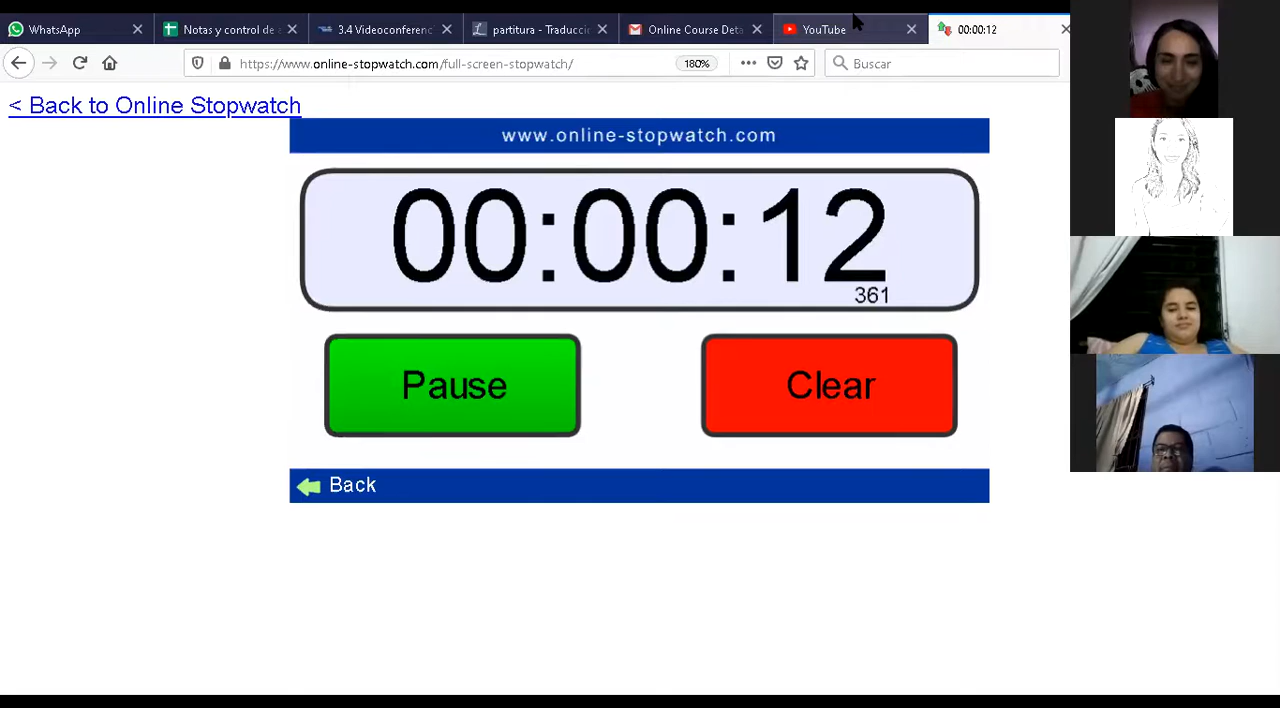 WhatsApp
Notas y control de s
3.4 Videoconferenc
partitura - Traducci
Online Course Deta
YouTube
00:00:12
https://www.online-stopwatch.com/full-screen-stopwatch/
180%
Buscar
< Back to Online Stopwatch
www.online-stopwatch.com
00:00:12
361
Pause
Clear
Back